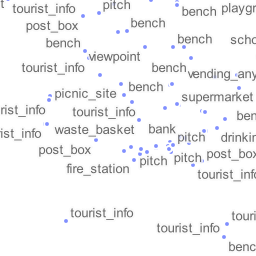 tourist_info
pitch
bench
playgr
post_box
bench
bench
bench
scho
viewpoint
tourist_info
bench
vending_any
picnic_site
bench
supermarket
rist_info
tourist_info
ben
ist_info
waste_basket
bank
pitch
drinkin
post_box
pitch
pitch
post_box
fire_station
tourist_info
tourist_info
touri
tourist_info
benc